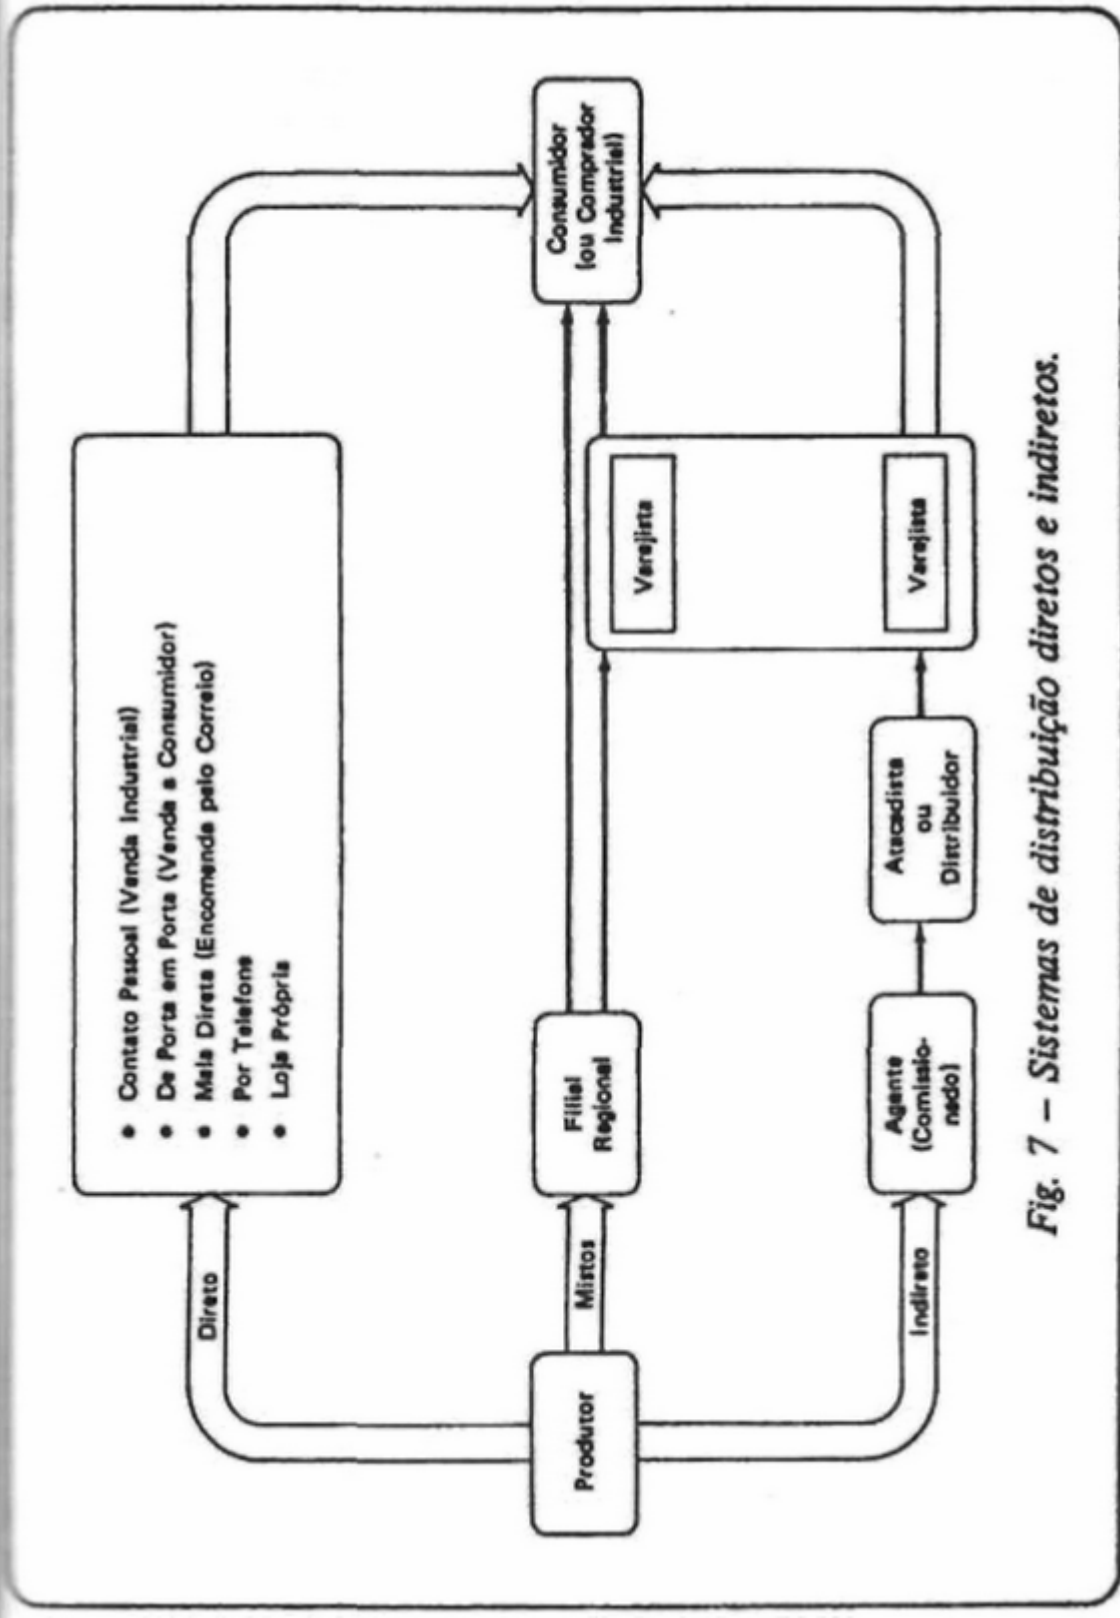 Direto
• Contato Pessoal (Venda Industrial)
• De Porta em Porta (Venda a Consumidor)
• Mala Direta (Encomenda pelo Correio)
• Por Telefone
• Loja Própria
Produtor
Mistos
Filial
Regional
Varejista
Consumidor
(ou Comprador
Industrial)
Indireto
Agente
(Comissio-
nado)
Atacadista
ou
Distribuidor
Varejista
Fig. 7 – Sistemas de distribuição diretos e indiretos.